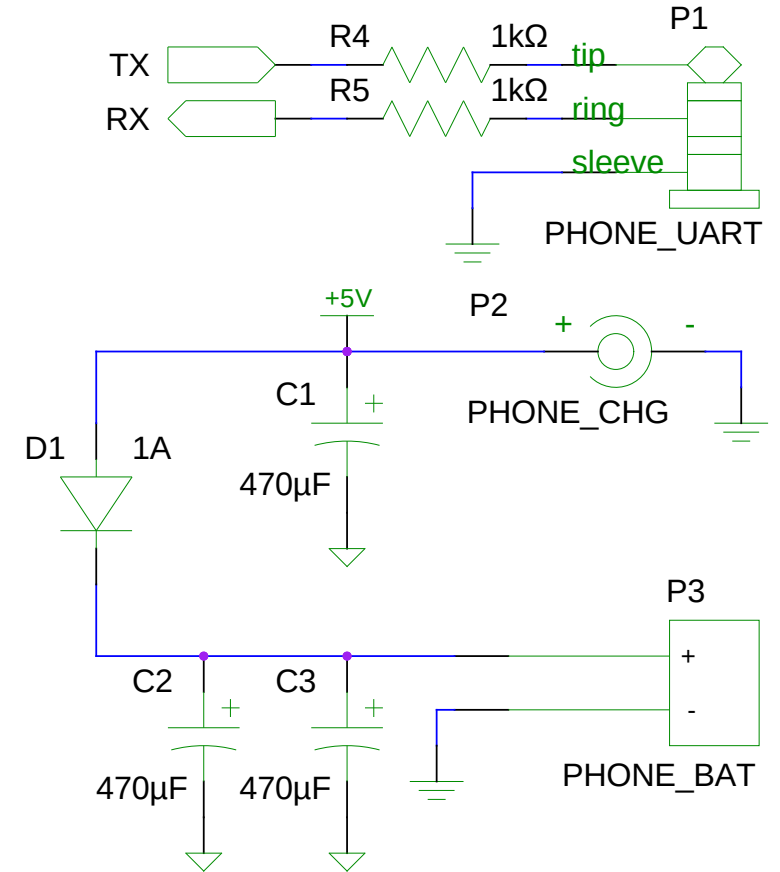 P1
R4 1kΩ tip
TX
R5 1kΩ ring
RX
sleeve
PHONE_UART
+5V P2
+ -
C1 +
PHONE_CHG
D1 1A
470µF
P3
+
C2 C3
+ +
-
PHONE_BAT
470µF 470µF